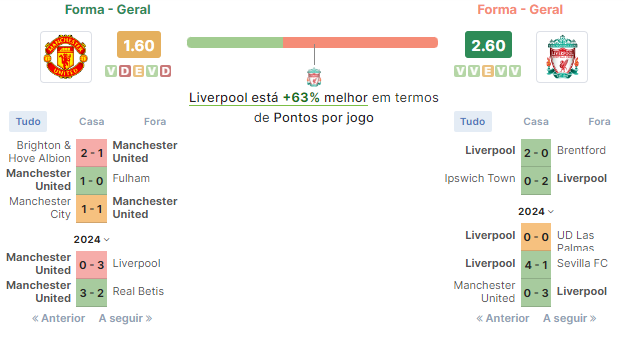 Forma - Geral
Forma - Geral
MANCHESTER
UNITED
1.60
V D E V D
2.60
V V E V V
Liverpool está +63% melhor em termos
de Pontos por jogo
Tudo Casa Fora
Brighton &
Hove Albion 2 - 1 Manchester
United
Manchester
United 1 - 0 Fulham
Manchester
City 1 - 1 Manchester
United
2024
Manchester
United 0 - 3 Liverpool
Manchester
United 3 - 2 Real Betis
« Anterior A seguir »
Tudo Casa Fora
Liverpool 2 - 0 Brentford
Ipswich Town 0 - 2 Liverpool
2024
Liverpool 0 - 0 UD Las
Palmas
Liverpool 4 - 1 Sevilla FC
Manchester
United 0 - 3 Liverpool
« Anterior A seguir »